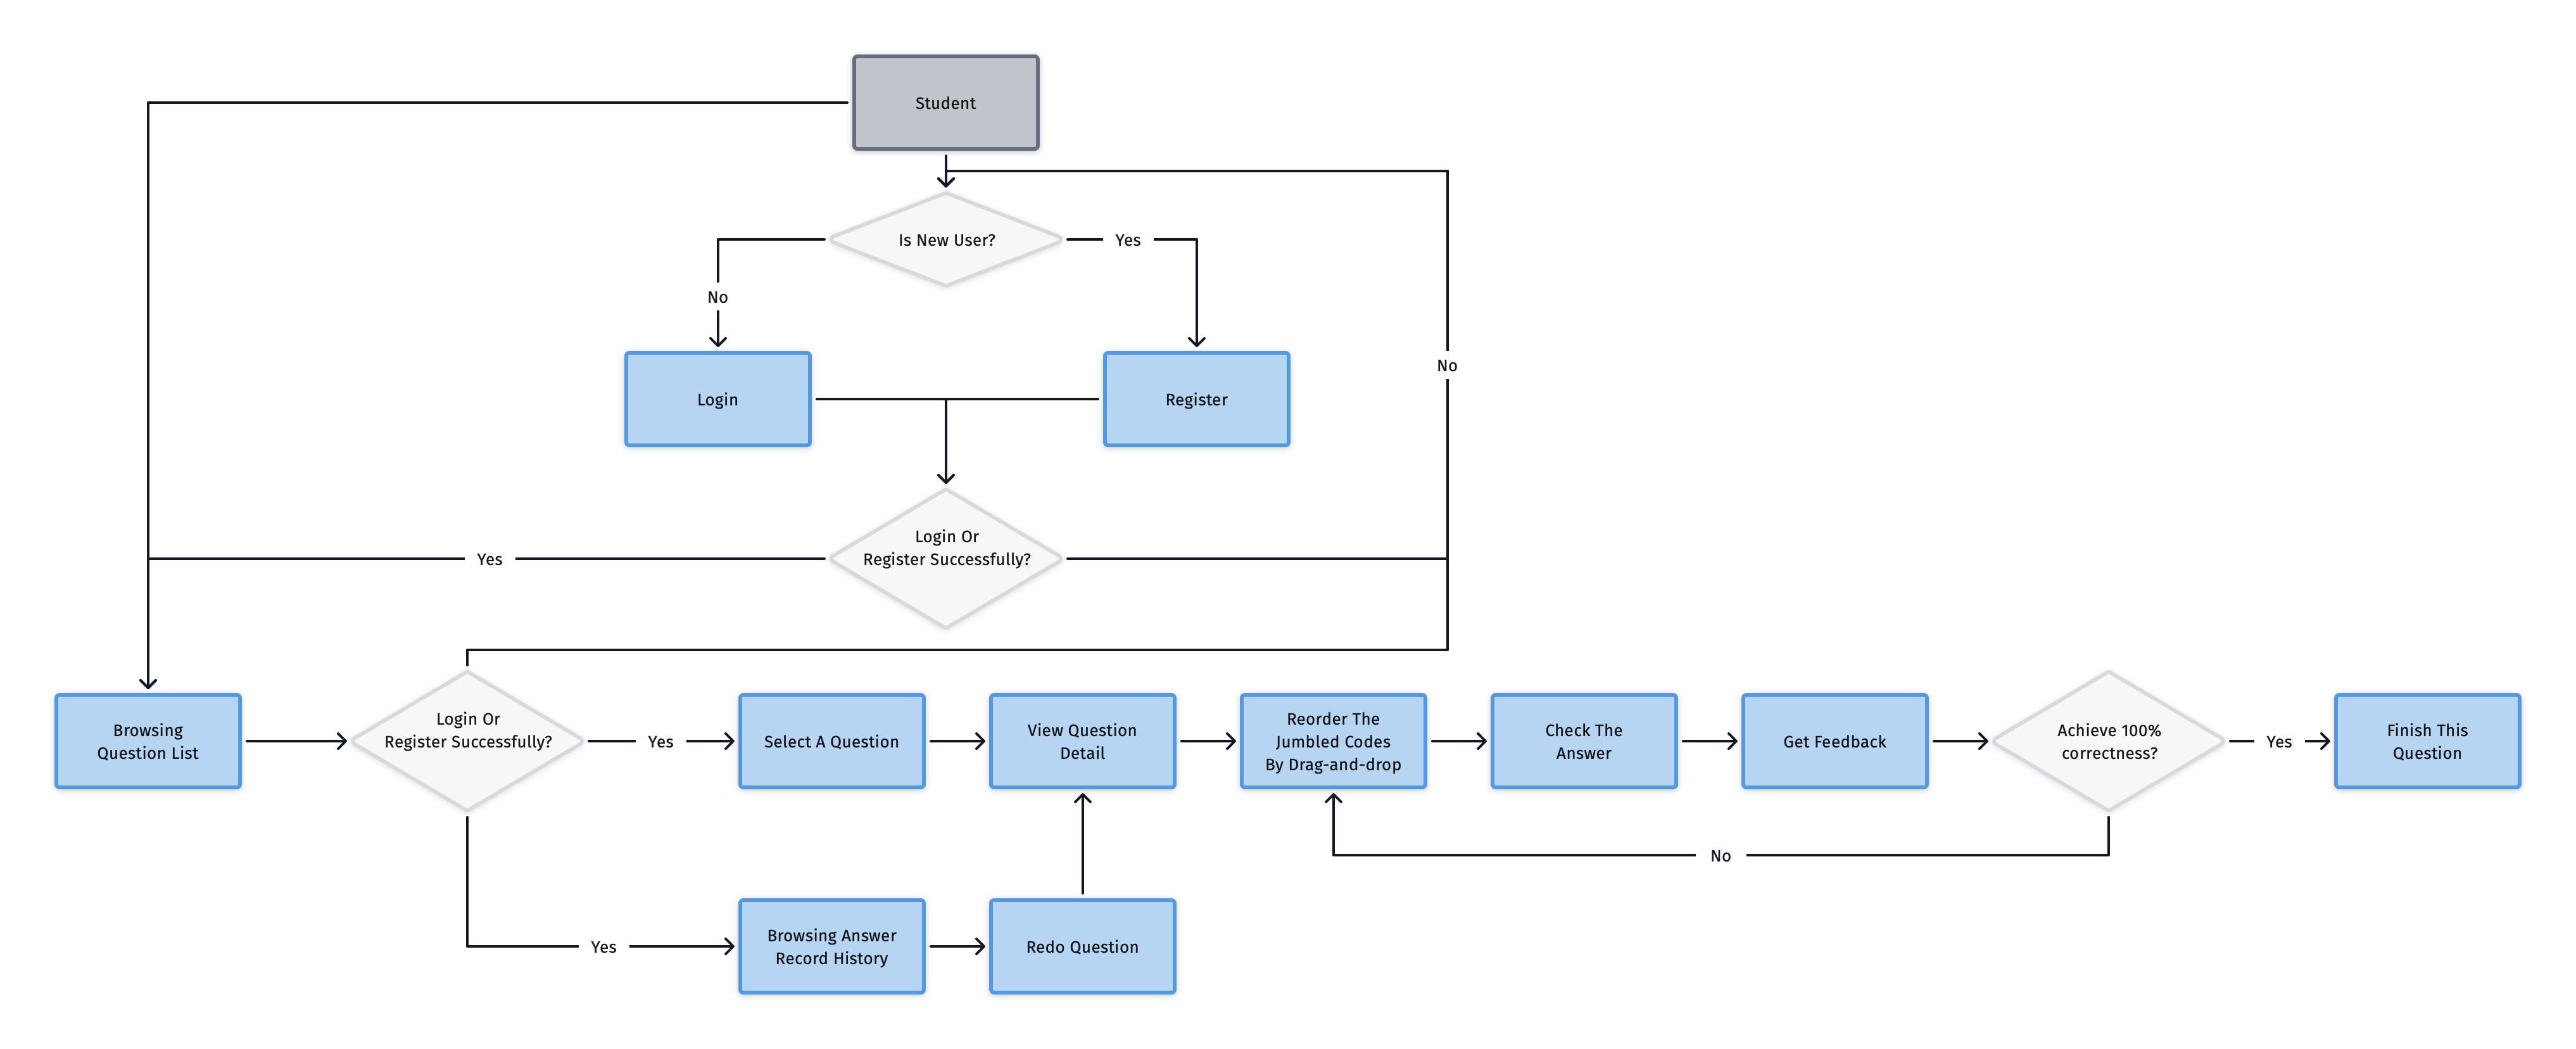 Student
Is New User?
Yes
No
No
Login
Register
Login Or
Register Successfully?
Yes
Browsing
Question List
Login Or
Register Successfully?
Yes
Select A Question
View Question
Detail
Reorder The
Jumbled Codes
By Drag-and-drop
Check The
Answer
Get Feedback
Achieve 100%
correctness?
Yes
Finish This
Question
No
Yes
Browsing Answer
Record History
Redo Question